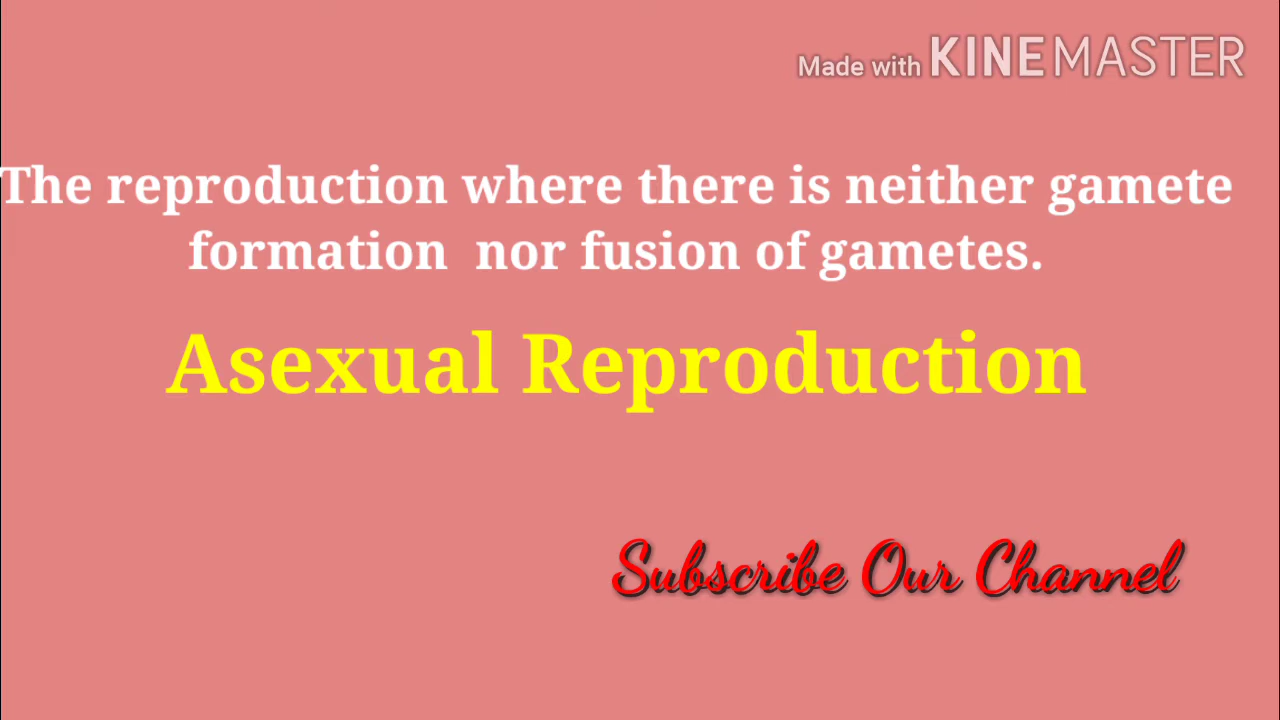 Made with KINEMASTER
The reproduction where there is neither gamete
formation nor fusion of gametes.
Asexual Reproduction
Subscribe Our Channel